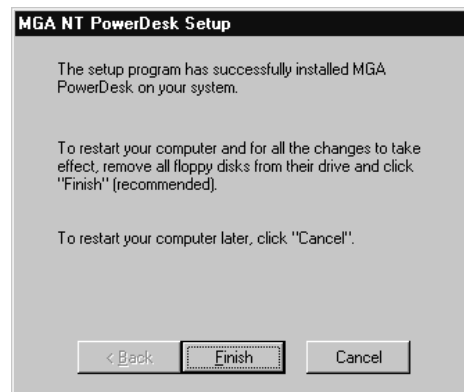 MGA NT PowerDesk Setup
The setup program has successfully installed MGA
PowerDesk on your system.
To restart your computer and for all the changes to take
effect, remove all floppy disks from their drive and click
"Finish" (recommended).
To restart your computer later, click "Cancel".
< Back
Finish
Cancel